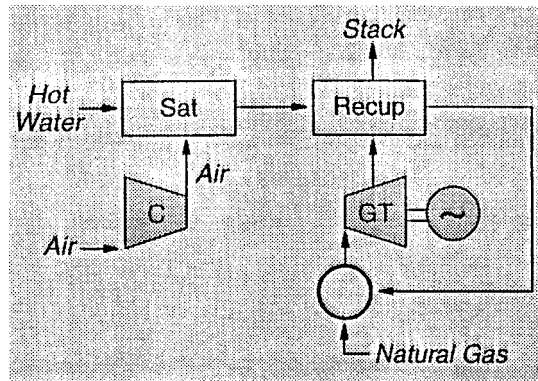 Stack
Hot
Water
Sat
Recup
Air
C
GT
~
Air
Natural Gas